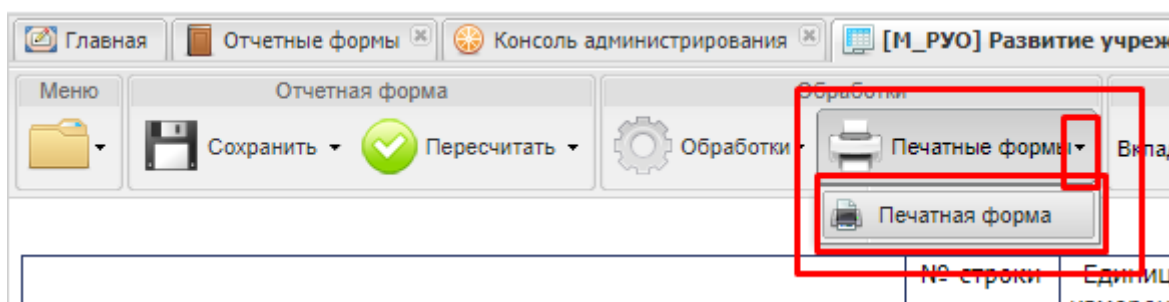 Главная Отчетные формы Консоль администрирования [М_РУО] Развитие
Меню Отчетная форма Обработки
Сохранить Пересчитать Обработки Печатные формы
Печатная форма
№ строки